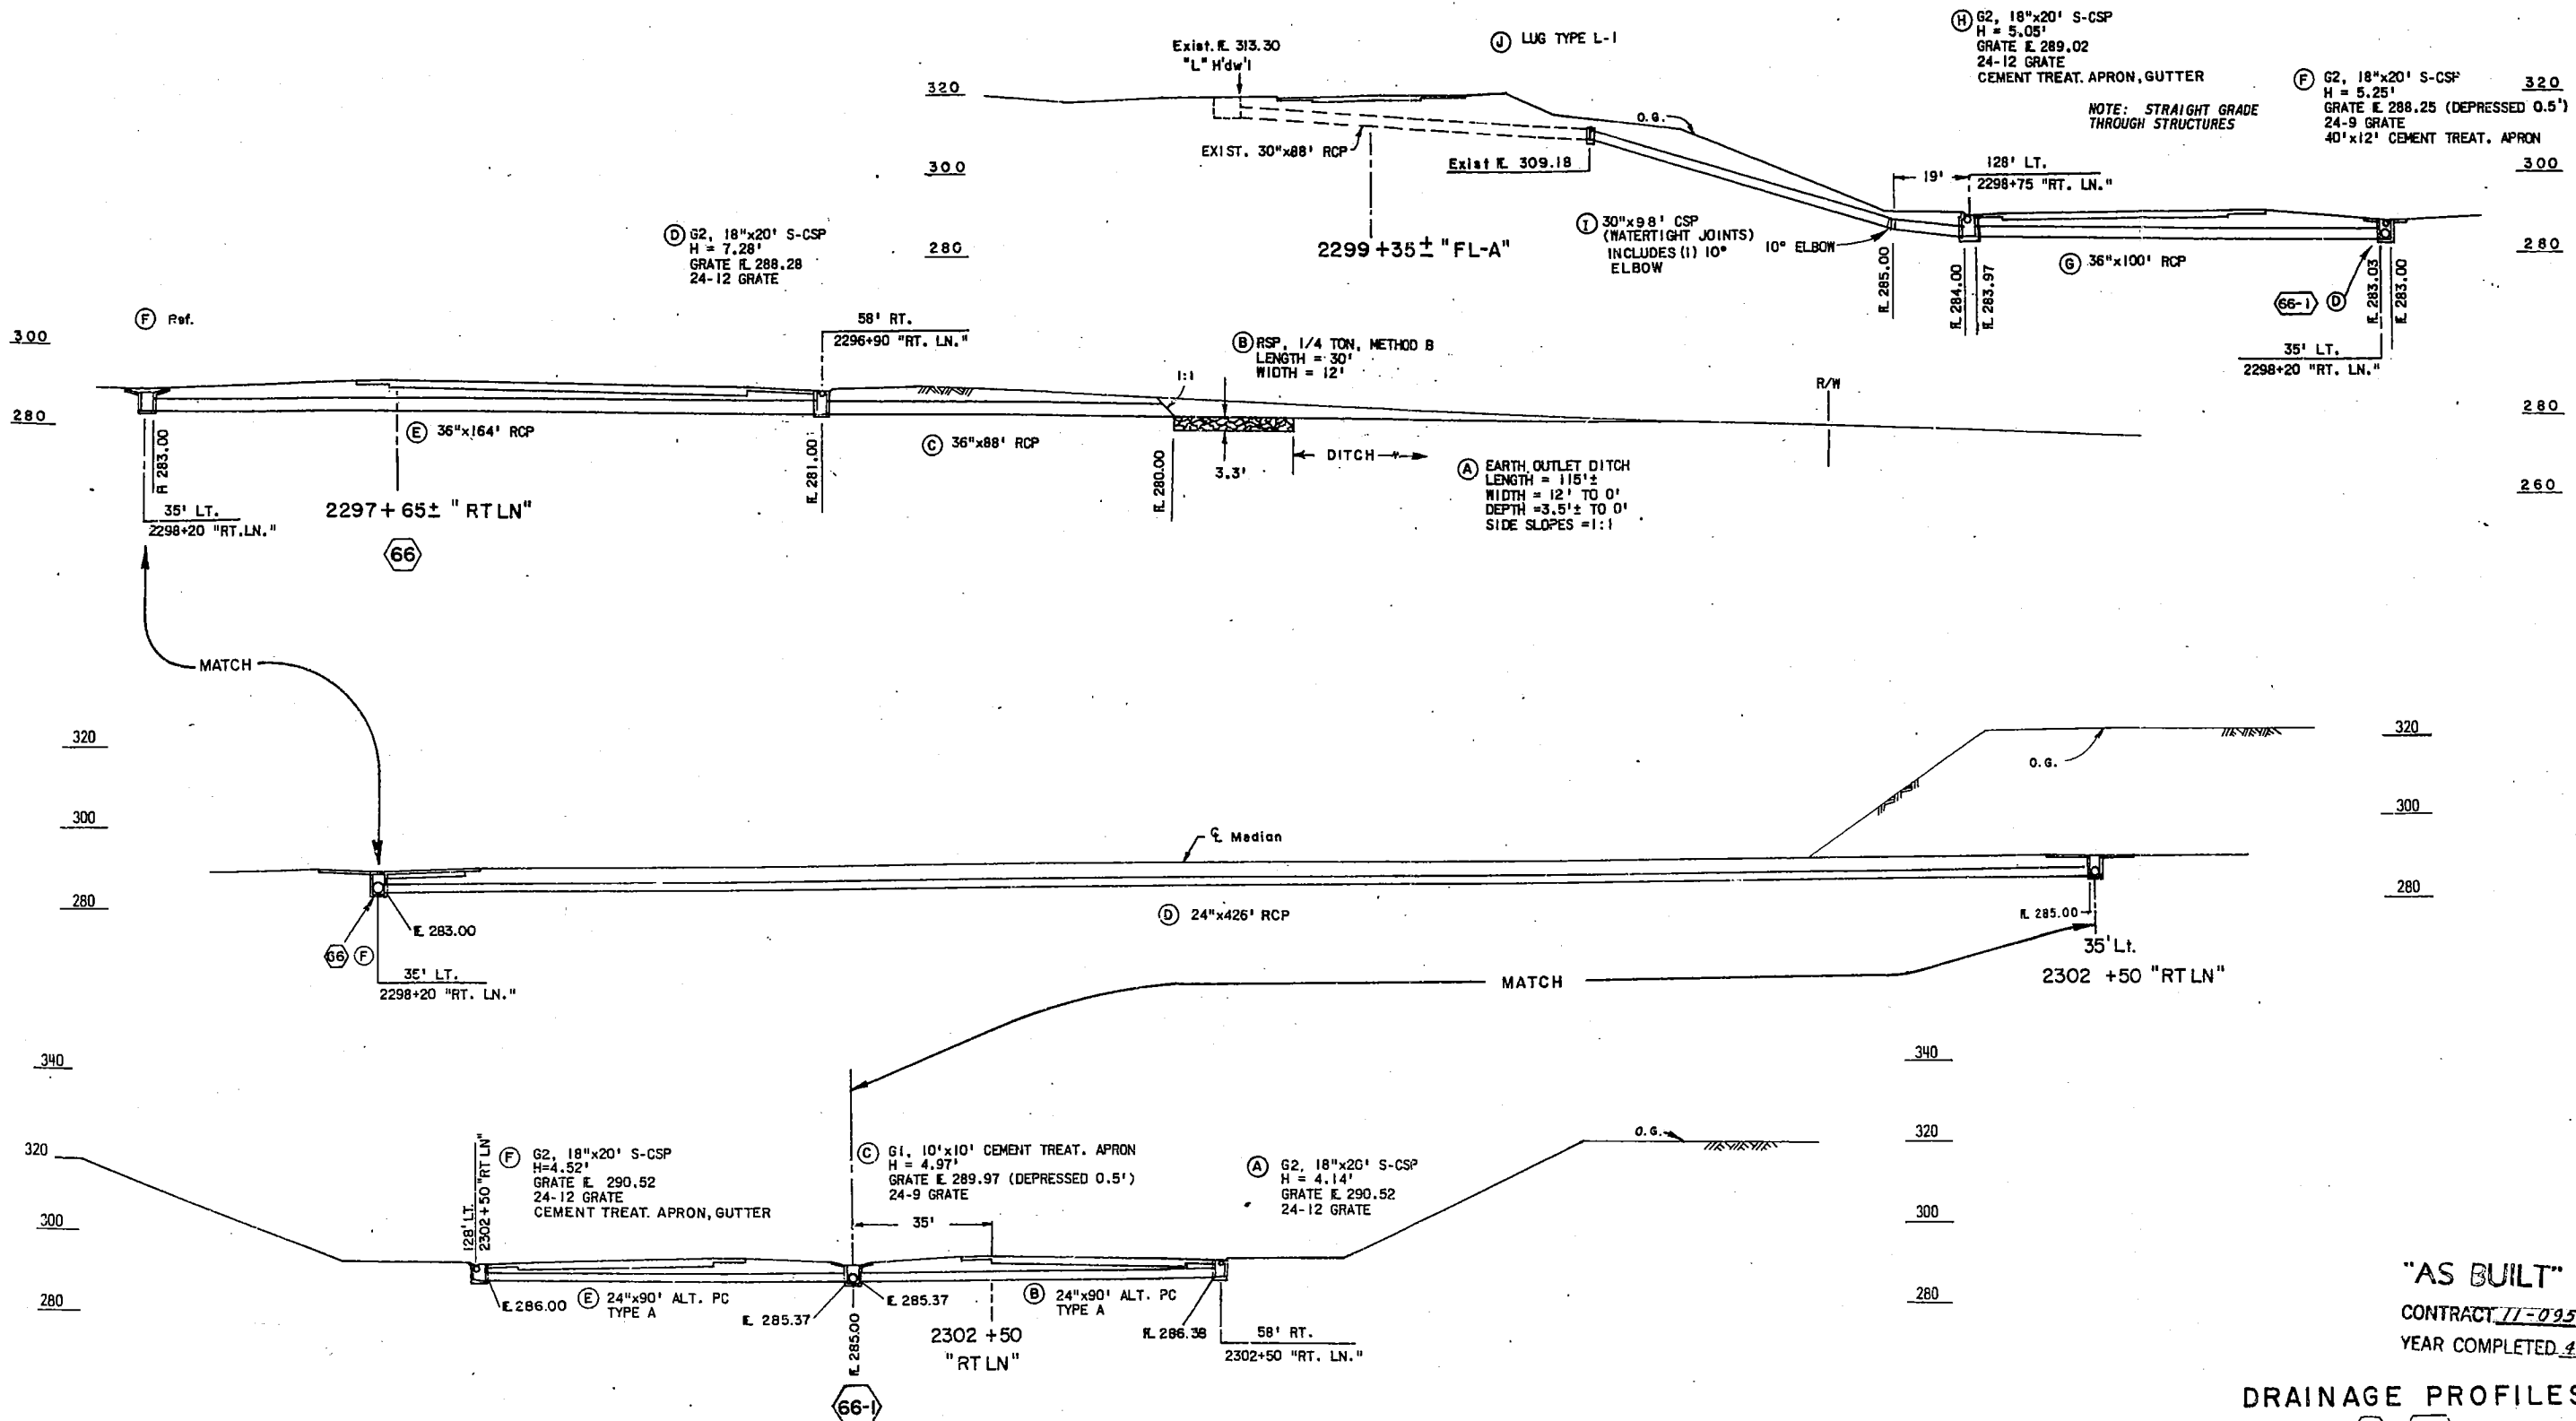 Exist. FL 313.30
"L" H'dw'l
J LUG TYPE L-1
H G2, 18"x20' S-CSP
H = 5.05'
GRATE FL 289.02
24-12 GRATE
CEMENT TREAT. APRON, GUTTER
NOTE: STRAIGHT GRADE
THROUGH STRUCTURES
F G2, 18"x20' S-CSP
H = 5.25'
GRATE FL 288.25 (DEPRESSED 0.5')
24-9 GRATE
40'x12' CEMENT TREAT. APRON
320
320
O.G.
EXIST. 30"x88' RCP
Exist FL 309.18
300
300
19'
128' LT.
2298+75 "RT. LN."
D G2, 18"x20' S-CSP
H = 7.28'
GRATE FL 288.28
24-12 GRATE
280
2299+35± "FL-A"
I 30"x98' CSP
(WATERTIGHT JOINTS)
INCLUDES (1) 10°
ELBOW
10° ELBOW
280
FL 285.00
FL 284.00
FL 283.97
G 36"x100' RCP
66-1 D
FL 283.03
FL 283.00
35' LT.
2298+20 "RT. LN."
F Ref.
300
58' RT.
2296+90 "RT. LN."
B RSP, 1/4 TON, METHOD B
LENGTH = 30'
WIDTH = 12'
1:1
R/W
280
280
FL 283.00
E 36"x164' RCP
FL 281.00
C 36"x88' RCP
FL 280.00
3.3'
DITCH
A EARTH OUTLET DITCH
LENGTH = 115'±
WIDTH = 12' TO 0'
DEPTH =3.5'± TO 0'
SIDE SLOPES =1:1
260
35' LT.
2298+20 "RT.LN."
2297+65± "RT LN"
66
MATCH
320
320
O.G.
300
300
CL Median
280
280
FL 283.00
66 F
35' LT.
2298+20 "RT. LN."
D 24"x426' RCP
FL 285.00
35' Lt.
2302 +50 "RT LN"
MATCH
340
340
320
320
128' LT.
2302+50 "RT LN"
F G2, 18"x20' S-CSP
H=4.52'
GRATE FL 290.52
24-12 GRATE
CEMENT TREAT. APRON, GUTTER
C G1, 10'x10' CEMENT TREAT. APRON
H = 4.97'
GRATE FL 289.97 (DEPRESSED 0.5')
24-9 GRATE
A G2, 18"x20' S-CSP
H = 4.14'
GRATE FL 290.52
24-12 GRATE
O.G.
300
300
35'
280
280
FL 286.00
E 24"x90' ALT. PC
TYPE A
FL 285.37
FL 285.00
FL 285.37
B 24"x90' ALT. PC
TYPE A
2302 +50
"RT LN"
FL 286.38
58' RT.
2302+50 "RT. LN."
66-1
"AS BUILT"
CONTRACT 11-095
YEAR COMPLETED
DRAINAGE PROFILES